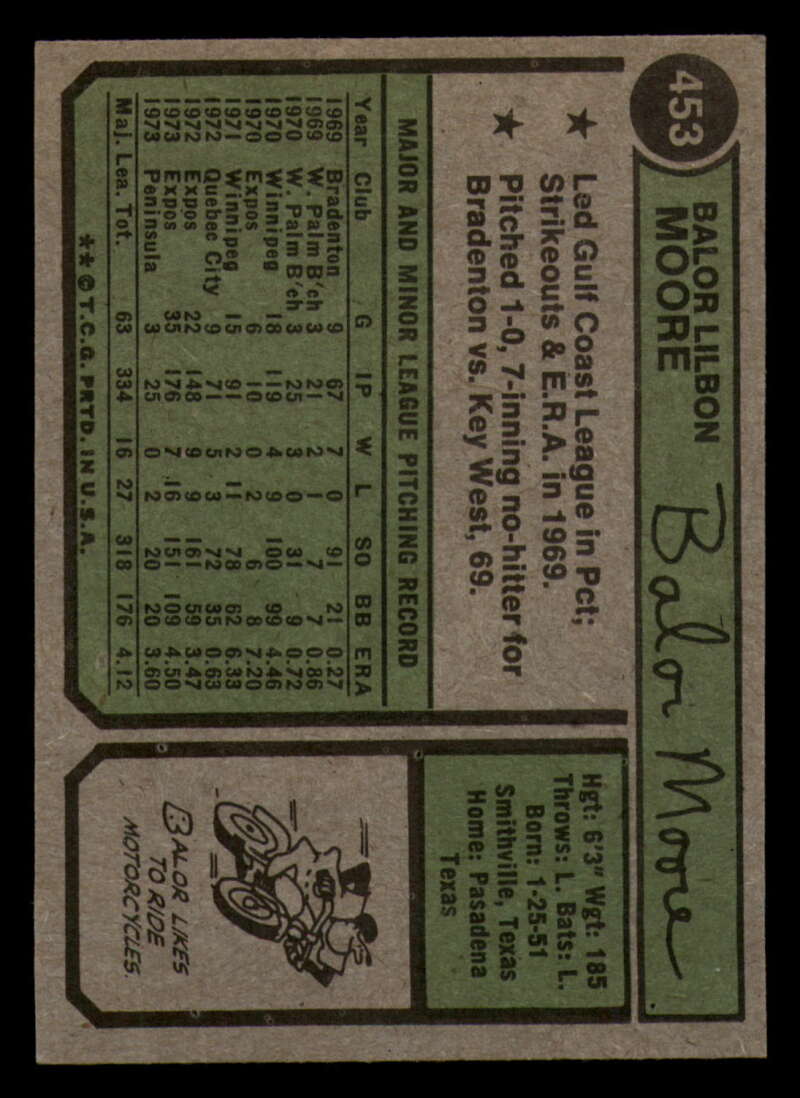 453
BALOR LILBON
MOORE
Balor Moore
★ Led Gulf Coast League in Pct;
Strikeouts & E.R.A. in 1969.
★ Pitched 1-0, 7-inning no-hitter for
Bradenton vs. Key West, 69.
MAJOR AND MINOR LEAGUE PITCHING RECORD
Year Club G IP W L SO BB ERA
1969 Bradenton 9 67 7 0 91 21 0.27
1969 W. Palm B'ch 3 21 2 1 7 7 0.86
1970 W. Palm B'ch 3 25 3 0 31 9 0.72
1970 Winnipeg 18 119 4 9 100 99 4.46
1970 Expos 6 10 0 2 6 8 7.20
1971 Winnipeg 15 91 2 11 78 62 6.33
1972 Quebec City 9 71 5 3 72 35 0.63
1972 Expos 22 148 9 9 161 59 3.47
1973 Expos 35 176 7 16 151 109 4.50
1973 Peninsula 3 25 0 2 20 20 3.60
Maj. Lea. Tot. 63 334 16 27 318 176 4.12
**©T.C.G. PRTD. IN U.S.A.
Hgt: 6'3" Wgt: 185
Throws: L. Bats: L.
Born: 1-25-51
Smithville, Texas
Home: Pasadena
Texas
BALOR LIKES
TO RIDE
MOTORCYCLES.